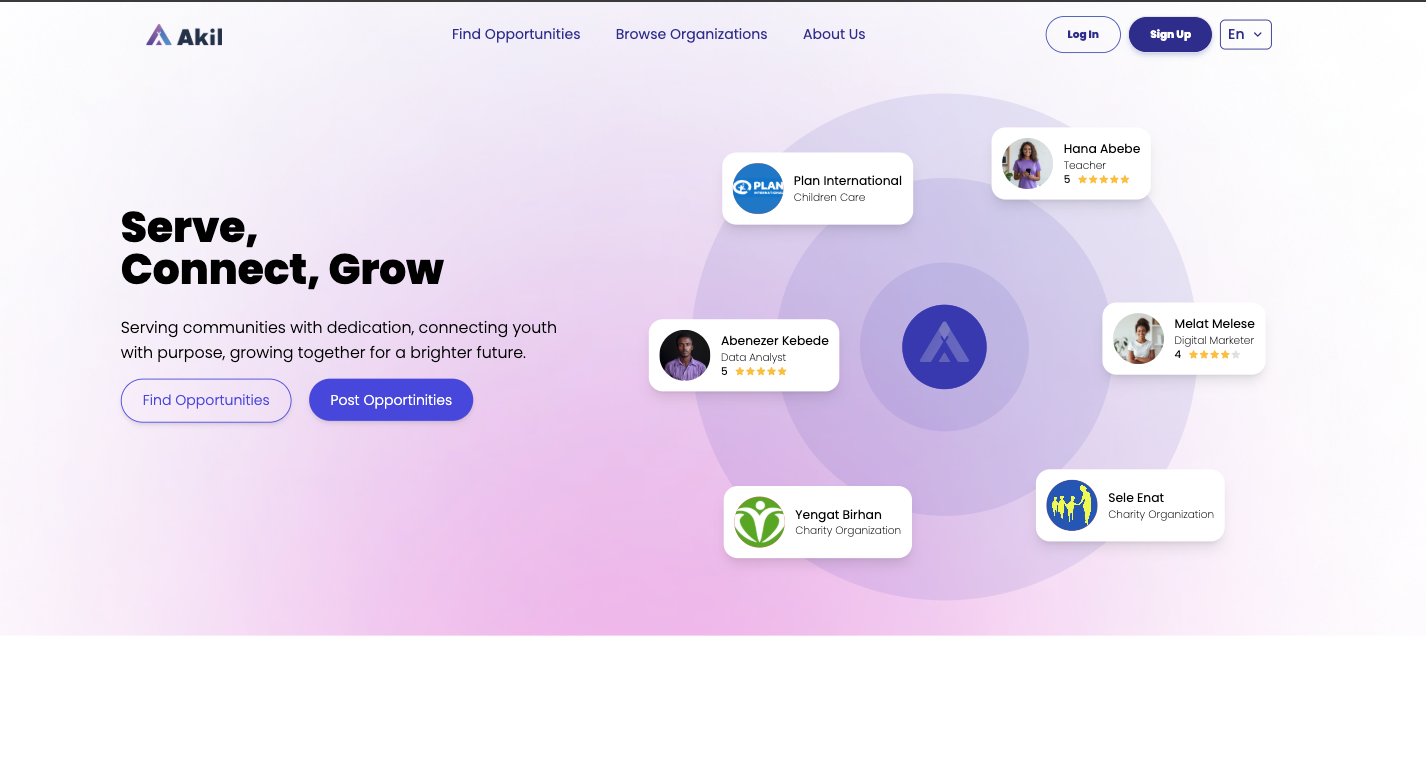 Akil
Find Opportunities
Browse Organizations
About Us
Log In
Sign Up
En
Serve,
Connect, Grow
Serving communities with dedication, connecting youth
with purpose, growing together for a brighter future.
Find Opportunities
Post Opportinities
PLAN
INTERNATIONAL
Plan International
Children Care
Hana Abebe
Teacher
5
Abenezer Kebede
Data Analyst
5
Melat Melese
Digital Marketer
4
Yengat Birhan
Charity Organization
Sele Enat
Charity Organization